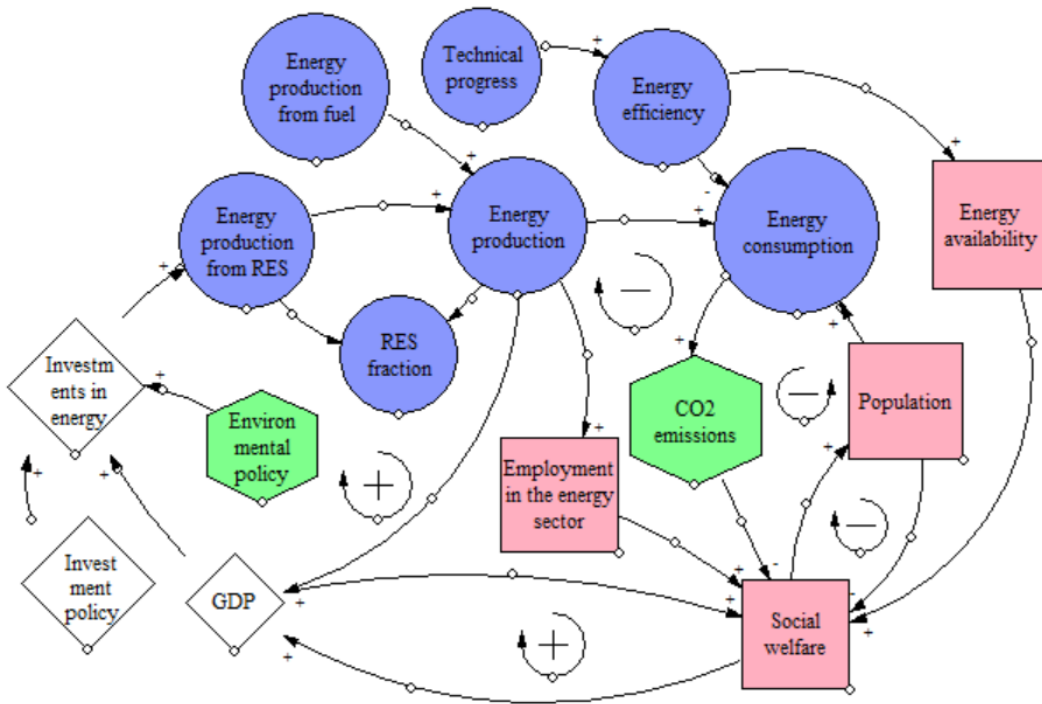 Energy
production
from fuel
Technical
progress
Energy
efficiency
Energy
production
from RES
Energy
production
Energy
consumption
Energy
availability
RES
fraction
Investm
ents in
energy
Environ
mental
policy
CO2
emissions
Population
Employment
in the energy
sector
Invest
ment
policy
GDP
Social
welfare
+
+
+
+
-
+
+
+
+
+
+
+
+
+
+
-
+
+
-
+
+
+
−
−
−
+
+